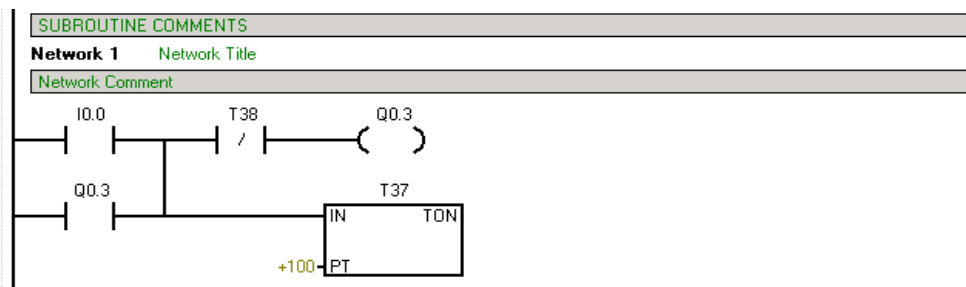 SUBROUTINE COMMENTS
Network 1 Network Title
Network Comment
I0.0 T38 Q0.3
/
Q0.3 T37
IN TON
+100 PT